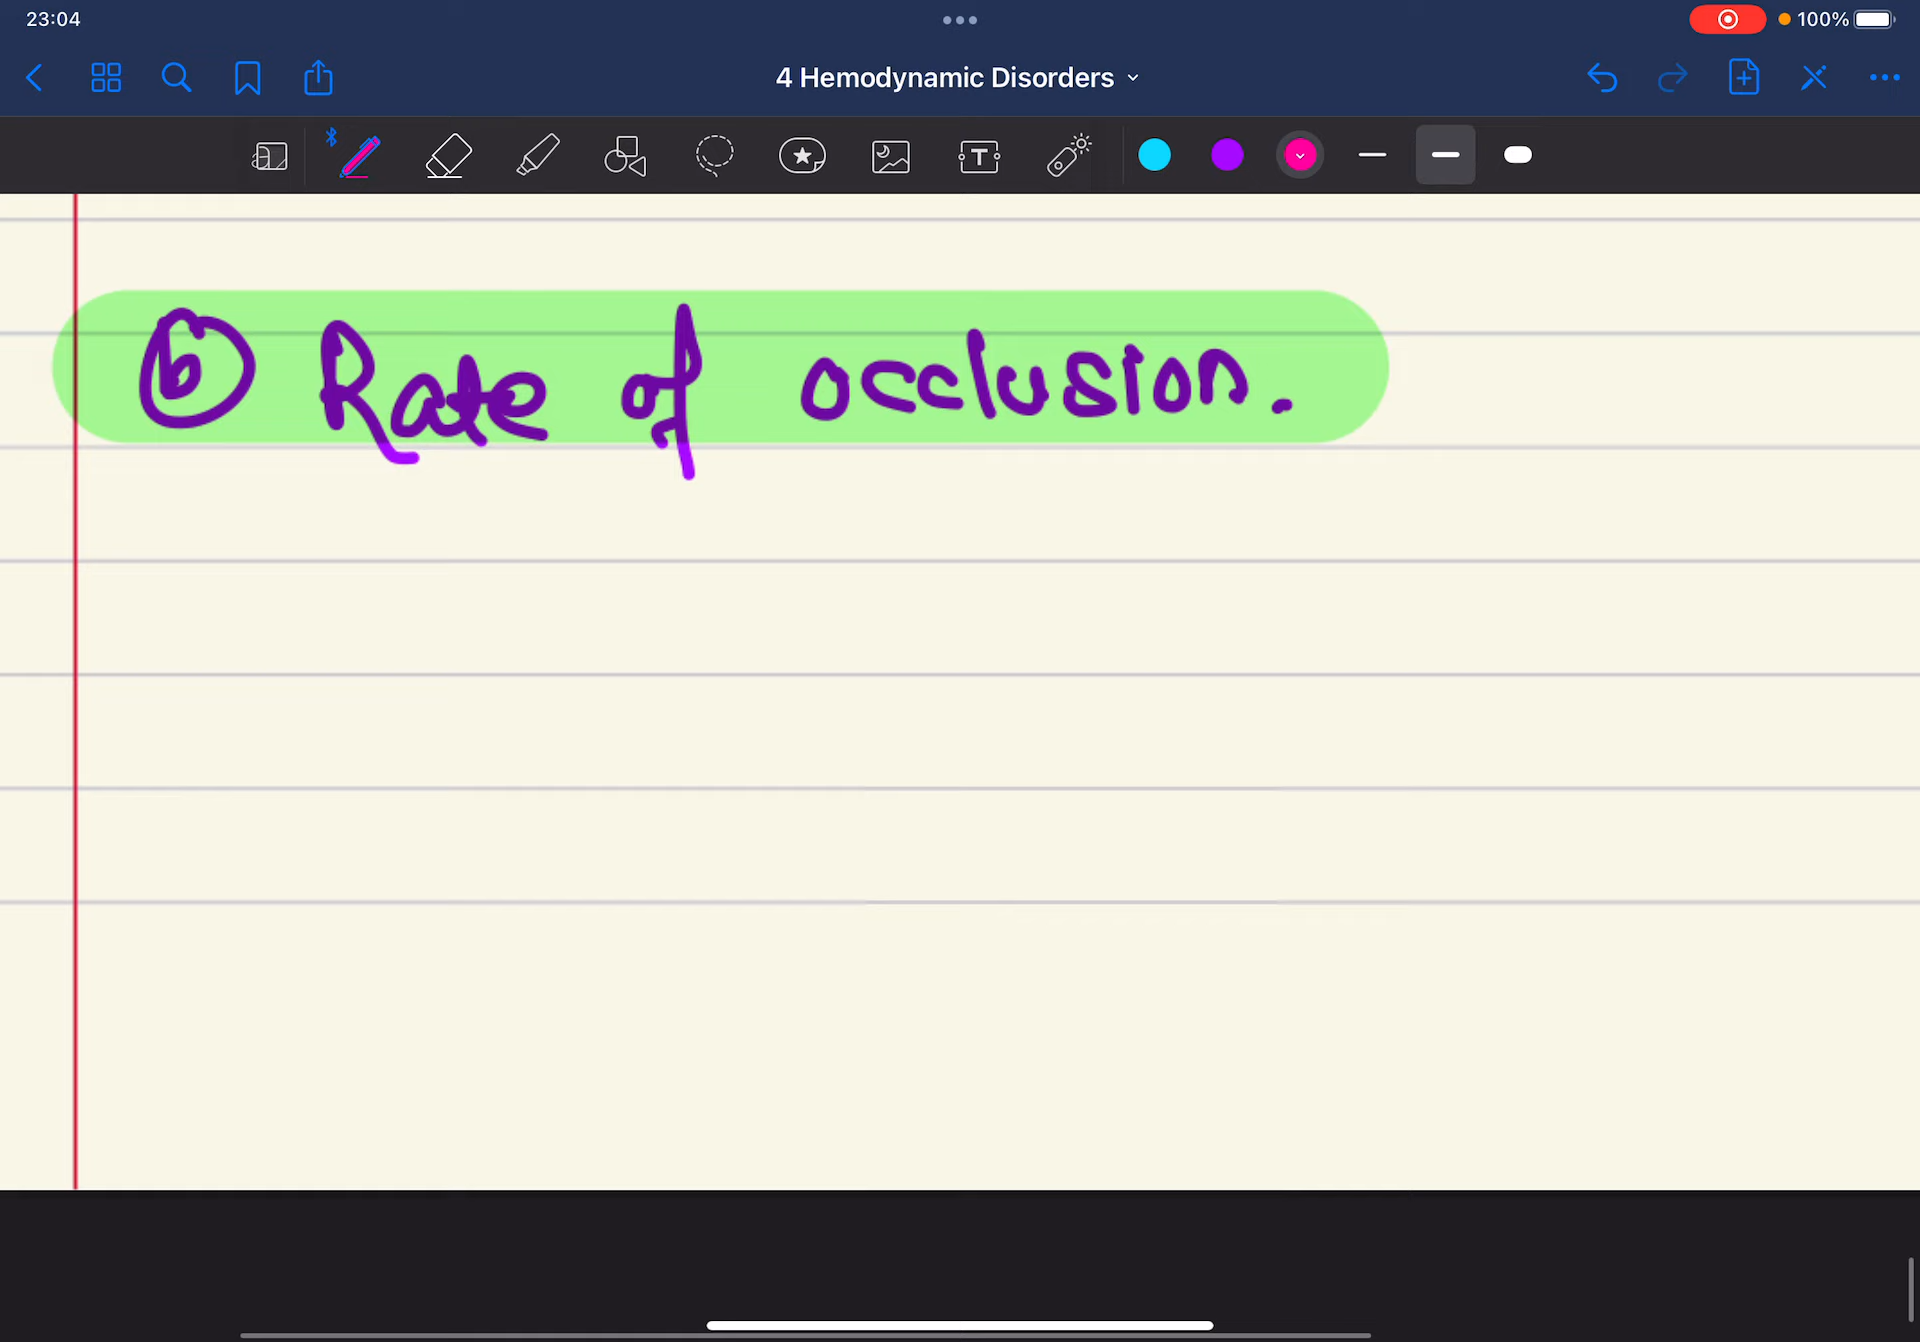 23:04
100%
4 Hemodynamic Disorders
T
b Rate of occlusion.